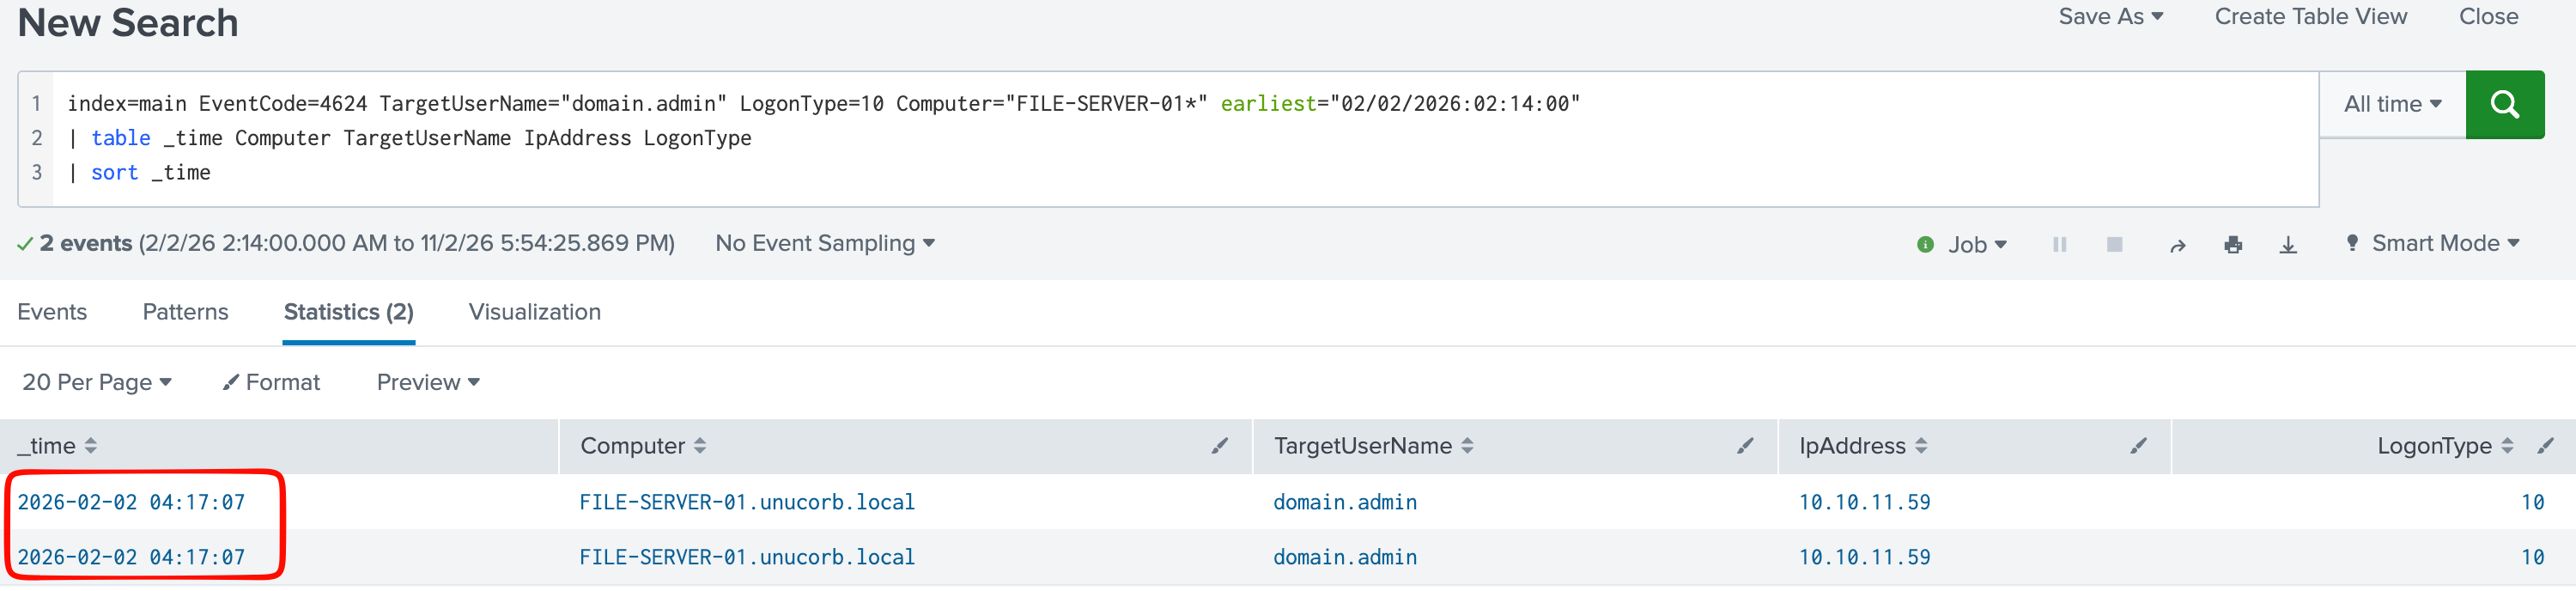 New Search
Save As Create Table View Close
1 index=main EventCode=4624 TargetUserName="domain.admin" LogonType=10 Computer="FILE-SERVER-01*" earliest="02/02/2026:02:14:00"
All time
2 | table _time Computer TargetUserName IpAddress LogonType
3 | sort _time
2 events (2/2/26 2:14:00.000 AM to 11/2/26 5:54:25.869 PM) No Event Sampling Job Smart Mode
Events Patterns Statistics (2) Visualization
20 Per Page Format Preview
_time Computer TargetUserName IpAddress LogonType
2026-02-02 04:17:07 FILE-SERVER-01.unucorb.local domain.admin 10.10.11.59 10
2026-02-02 04:17:07 FILE-SERVER-01.unucorb.local domain.admin 10.10.11.59 10